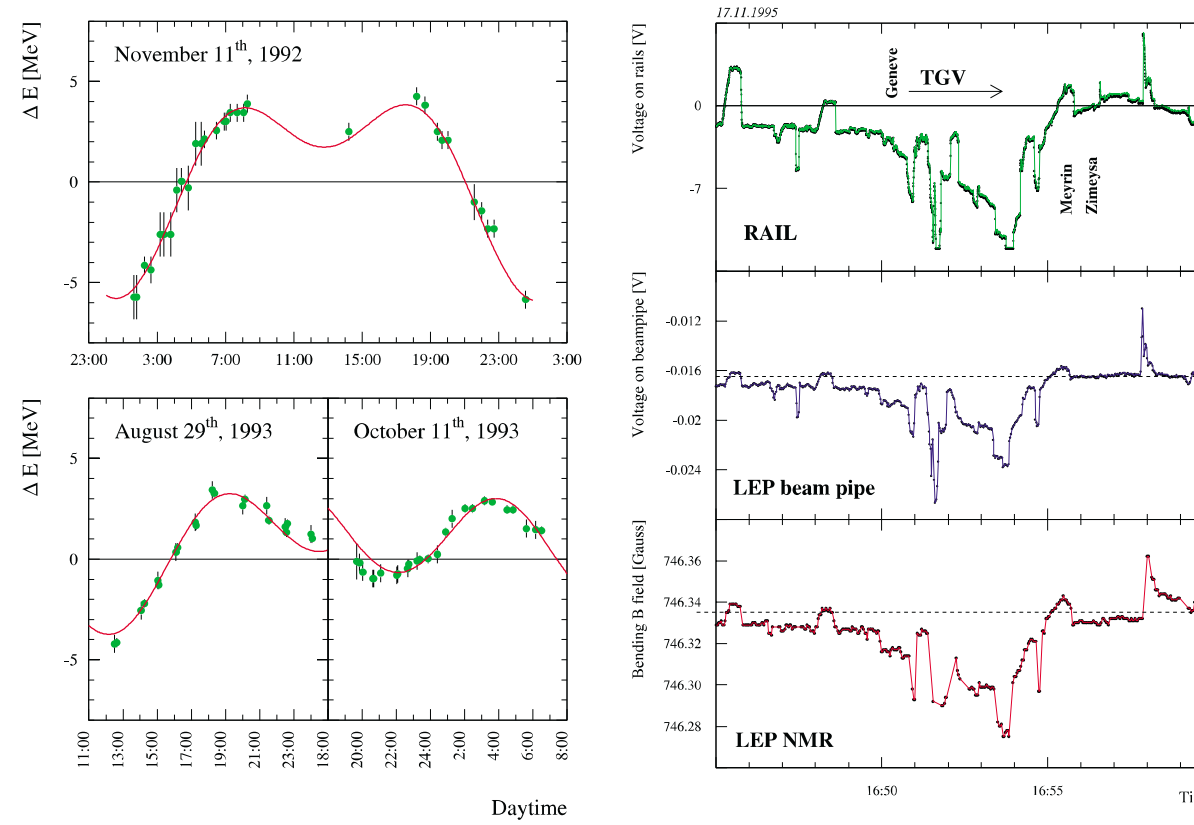 Δ E [MeV]
November 11th, 1992
5
0
-5
23:00 3:00 7:00 11:00 15:00 19:00 23:00 3:00
Δ E [MeV]
August 29th, 1993
October 11th, 1993
5
0
-5
11:00 13:00 15:00 17:00 19:00 21:00 23:00 18:00 20:00 22:00 24:00 2:00 4:00 6:00 8:00
Daytime
17.11.1995
Voltage on rails [V]
Geneve
TGV
0
-7
Meyrin
Zimeysa
RAIL
Voltage on beampipe [V]
-0.012
-0.016
-0.02
-0.024
LEP beam pipe
Bending B field [Gauss]
746.36
746.34
746.32
746.30
746.28
LEP NMR
16:50 16:55
Ti